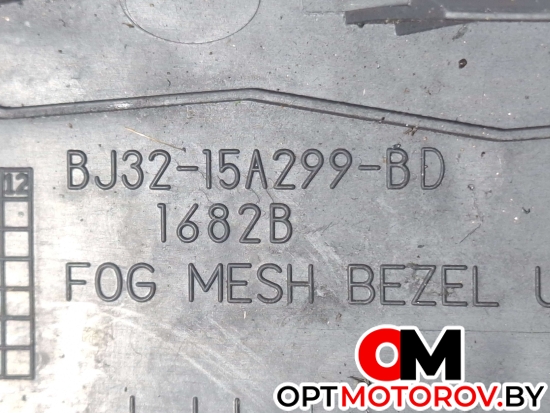 12
BJ32-15A299-BD
1682B
FOG MESH BEZEL
OM
OPTMOTOROV.BY